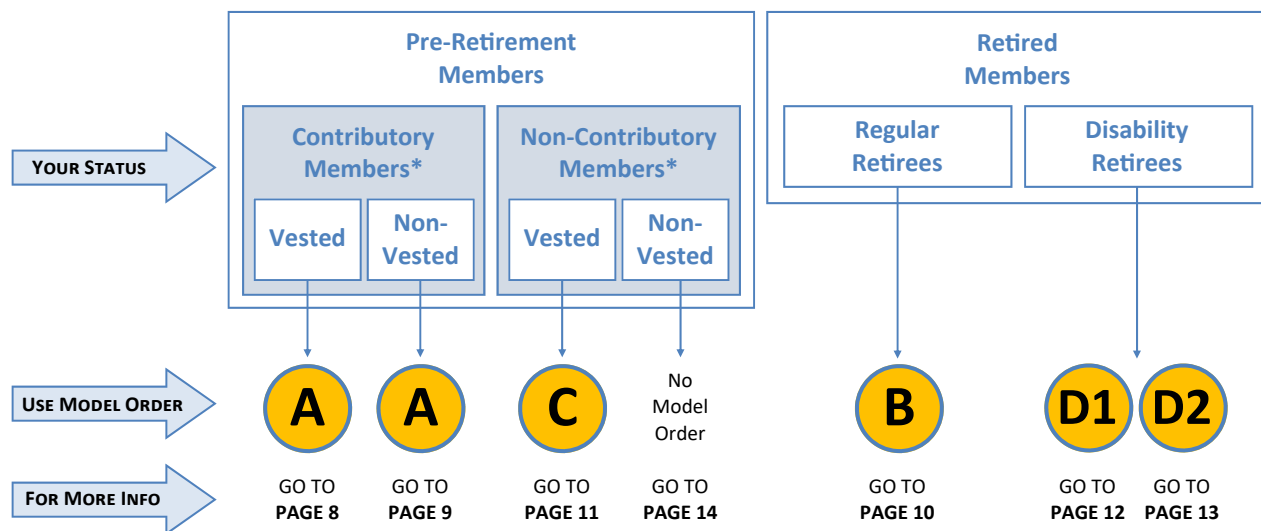 Pre-Retirement
Members
Retired
Members
YOUR STATUS
Contributory
Members*
Non-Contributory
Members*
Regular
Retirees
Disability
Retirees
Vested
Non-
Vested
Vested
Non-
Vested
USE MODEL ORDER
A
A
C
No
Model
Order
B
D1
D2
FOR MORE INFO
GO TO
PAGE 8
GO TO
PAGE 9
GO TO
PAGE 11
GO TO
PAGE 14
GO TO
PAGE 10
GO TO
PAGE 12
GO TO
PAGE 13